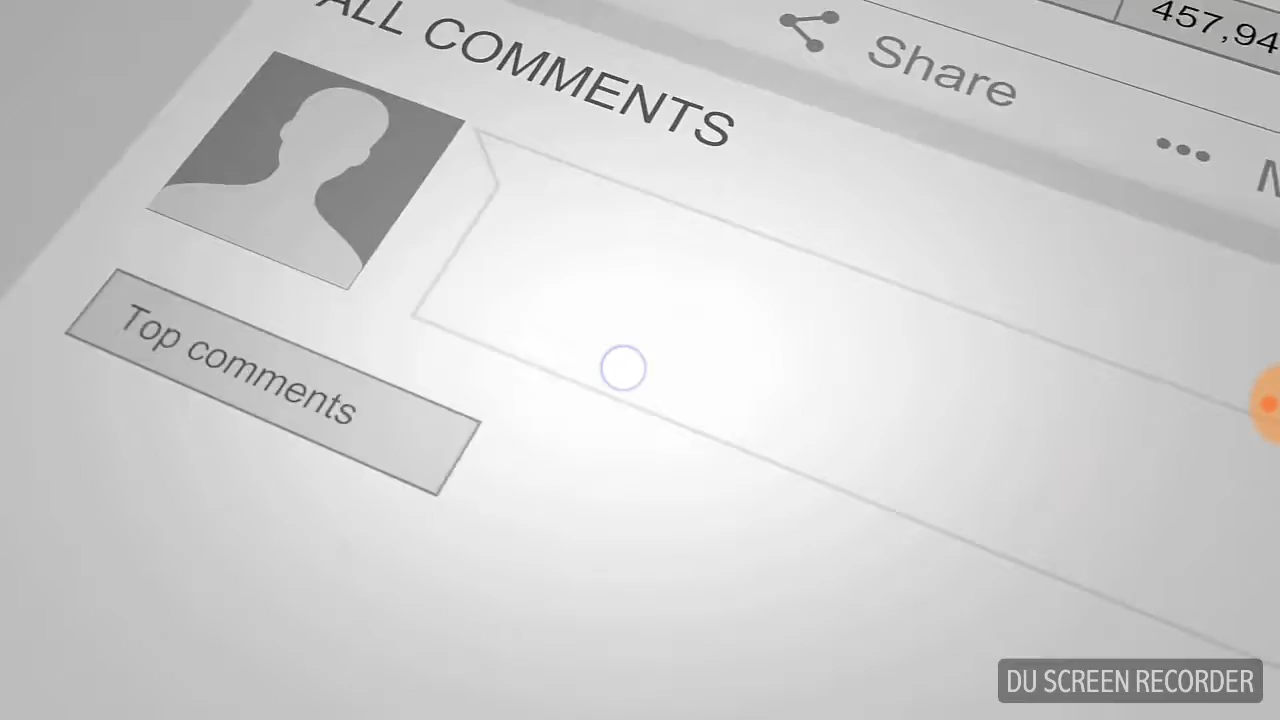 457,94
Share
ALL COMMENTS
Top comments
DU SCREEN RECORDER